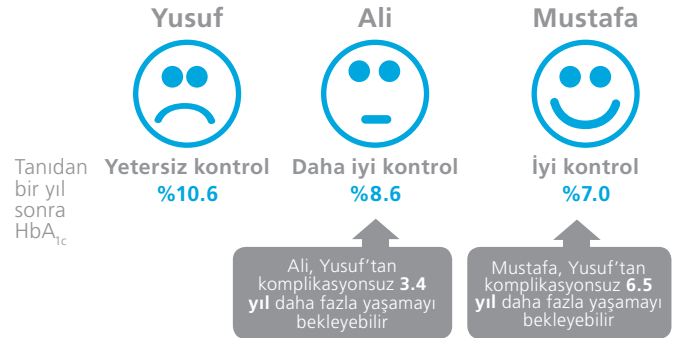 Yusuf
Ali
Mustafa
Tanıdan
bir yıl
sonra
HbA1c
Yetersiz kontrol
%10.6
Daha iyi kontrol
%8.6
İyi kontrol
%7.0
Ali, Yusuf'tan
komplikasyonsuz 3.4
yıl daha fazla yaşamayı
bekleyebilir
Mustafa, Yusuf'tan
komplikasyonsuz 6.5
yıl daha fazla yaşamayı
bekleyebilir